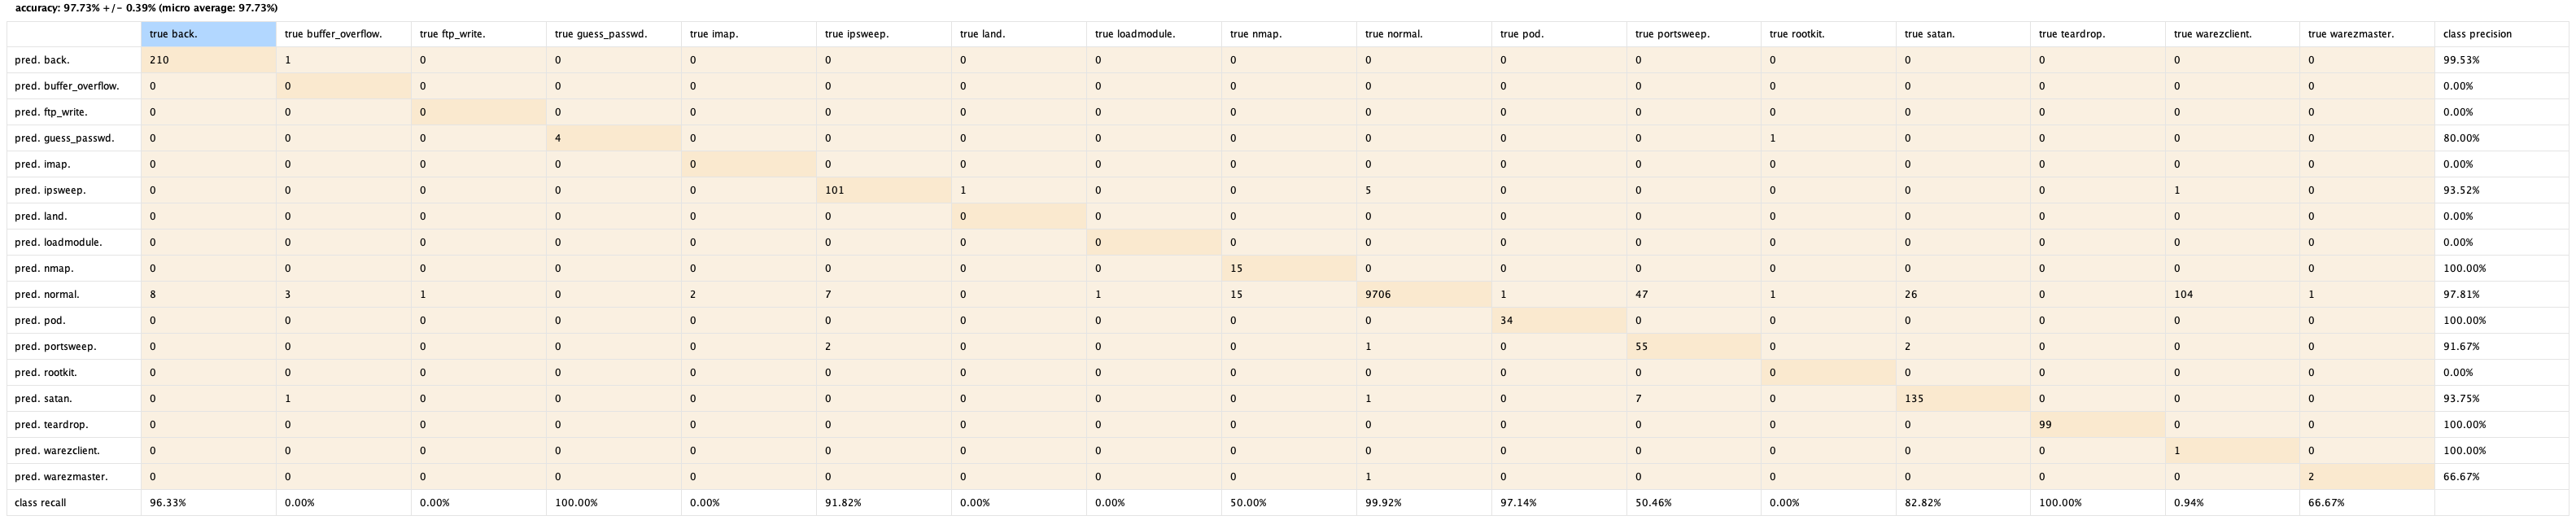 accuracy: 97.73% +/- 0.39% (micro average: 97.73%)
true back. true buffer_overflow. true ftp_write. true guess_passwd. true imap. true ipsweep. true land. true loadmodule. true nmap. true normal. true pod. true portsweep. true rootkit. true satan. true teardrop. true warezclient. true warezmaster. class precision
pred. back. 210 1 0 0 0 0 0 0 0 0 0 0 0 0 0 0 0 99.53%
pred. buffer_overflow. 0 0 0 0 0 0 0 0 0 0 0 0 0 0 0 0 0 0.00%
pred. ftp_write. 0 0 0 0 0 0 0 0 0 0 0 0 0 0 0 0 0 0.00%
pred. guess_passwd. 0 0 0 4 0 0 0 0 0 0 0 0 1 0 0 0 0 80.00%
pred. imap. 0 0 0 0 0 0 0 0 0 0 0 0 0 0 0 0 0 0.00%
pred. ipsweep. 0 0 0 0 0 101 1 0 0 5 0 0 0 0 0 1 0 93.52%
pred. land. 0 0 0 0 0 0 0 0 0 0 0 0 0 0 0 0 0 0.00%
pred. loadmodule. 0 0 0 0 0 0 0 0 0 0 0 0 0 0 0 0 0 0.00%
pred. nmap. 0 0 0 0 0 0 0 0 15 0 0 0 0 0 0 0 0 100.00%
pred. normal. 8 3 1 0 2 7 0 1 15 9706 1 47 1 26 0 104 1 97.81%
pred. pod. 0 0 0 0 0 0 0 0 0 0 34 0 0 0 0 0 0 100.00%
pred. portsweep. 0 0 0 0 0 2 0 0 0 1 0 55 0 2 0 0 0 91.67%
pred. rootkit. 0 0 0 0 0 0 0 0 0 0 0 0 0 0 0 0 0 0.00%
pred. satan. 0 1 0 0 0 0 0 0 0 1 0 7 0 135 0 0 0 93.75%
pred. teardrop. 0 0 0 0 0 0 0 0 0 0 0 0 0 0 99 0 0 100.00%
pred. warezclient. 0 0 0 0 0 0 0 0 0 0 0 0 0 0 0 1 0 100.00%
pred. warezmaster. 0 0 0 0 0 0 0 0 0 1 0 0 0 0 0 0 2 66.67%
class recall 96.33% 0.00% 0.00% 100.00% 0.00% 91.82% 0.00% 0.00% 50.00% 99.92% 97.14% 50.46% 0.00% 82.82% 100.00% 0.94% 66.67%